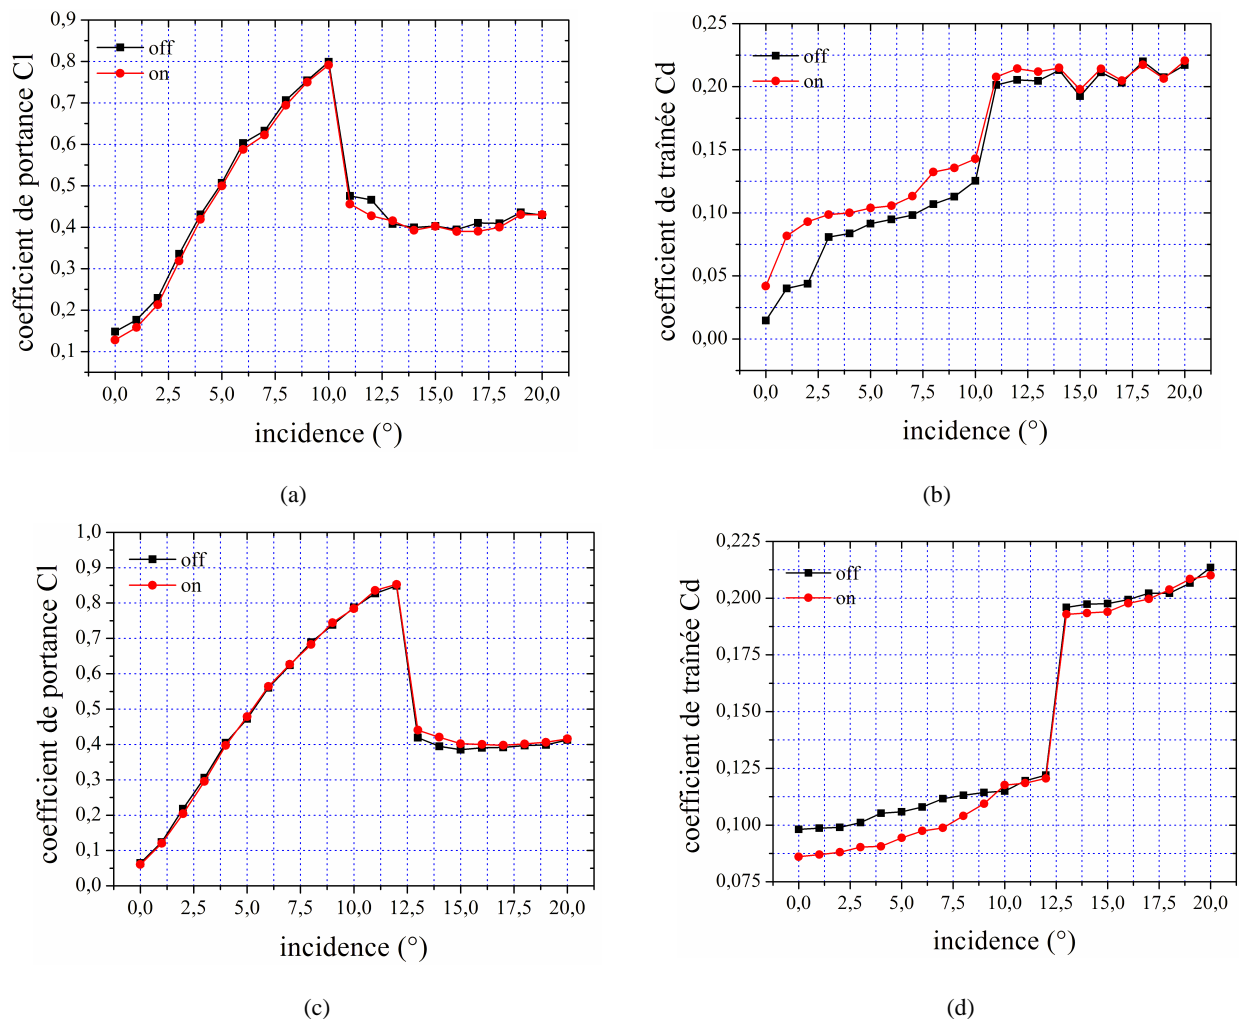 0,9
0,8
0,7
0,6
0,5
0,4
0,3
0,2
0,1
off
on
coefficient de portance Cl
0,0 2,5 5,0 7,5 10,0 12,5 15,0 17,5 20,0
incidence (°)
(a)
0,25
0,20
0,15
0,10
0,05
0,00
off
on
coefficient de traînée Cd
0,0 2,5 5,0 7,5 10,0 12,5 15,0 17,5 20,0
incidence (°)
(b)
1,0
0,9
0,8
0,7
0,6
0,5
0,4
0,3
0,2
0,1
0,0
off
on
coefficient de portance Cl
0,0 2,5 5,0 7,5 10,0 12,5 15,0 17,5 20,0
incidence (°)
(c)
0,225
0,200
0,175
0,150
0,125
0,100
0,075
off
on
coefficient de traînée Cd
0,0 2,5 5,0 7,5 10,0 12,5 15,0 17,5 20,0
incidence (°)
(d)